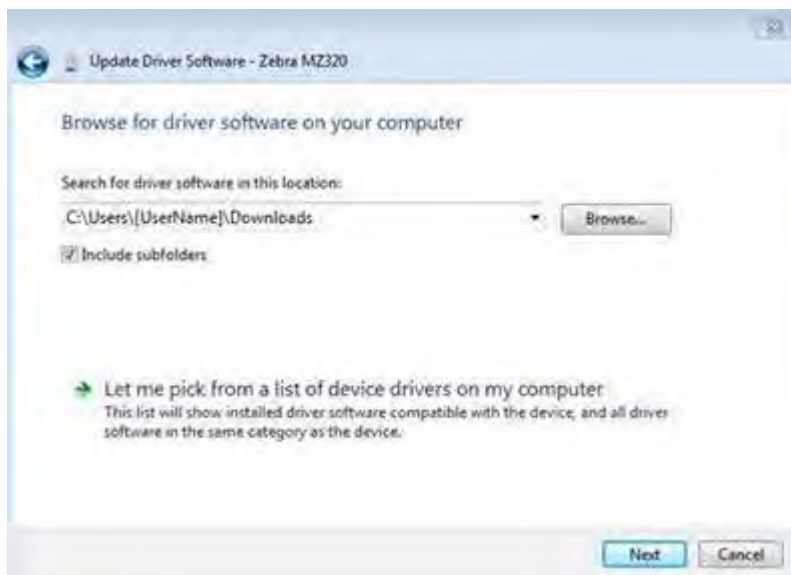 Update Driver Software - Zebra MZ320
Browse for driver software on your computer
Search for driver software in this location:
C:\Users\[UserName]\Downloads
Browse...
Include subfolders
Let me pick from a list of device drivers on my computer
This list will show installed driver software compatible with the device, and all driver
software in the same category as the device.
Next
Cancel